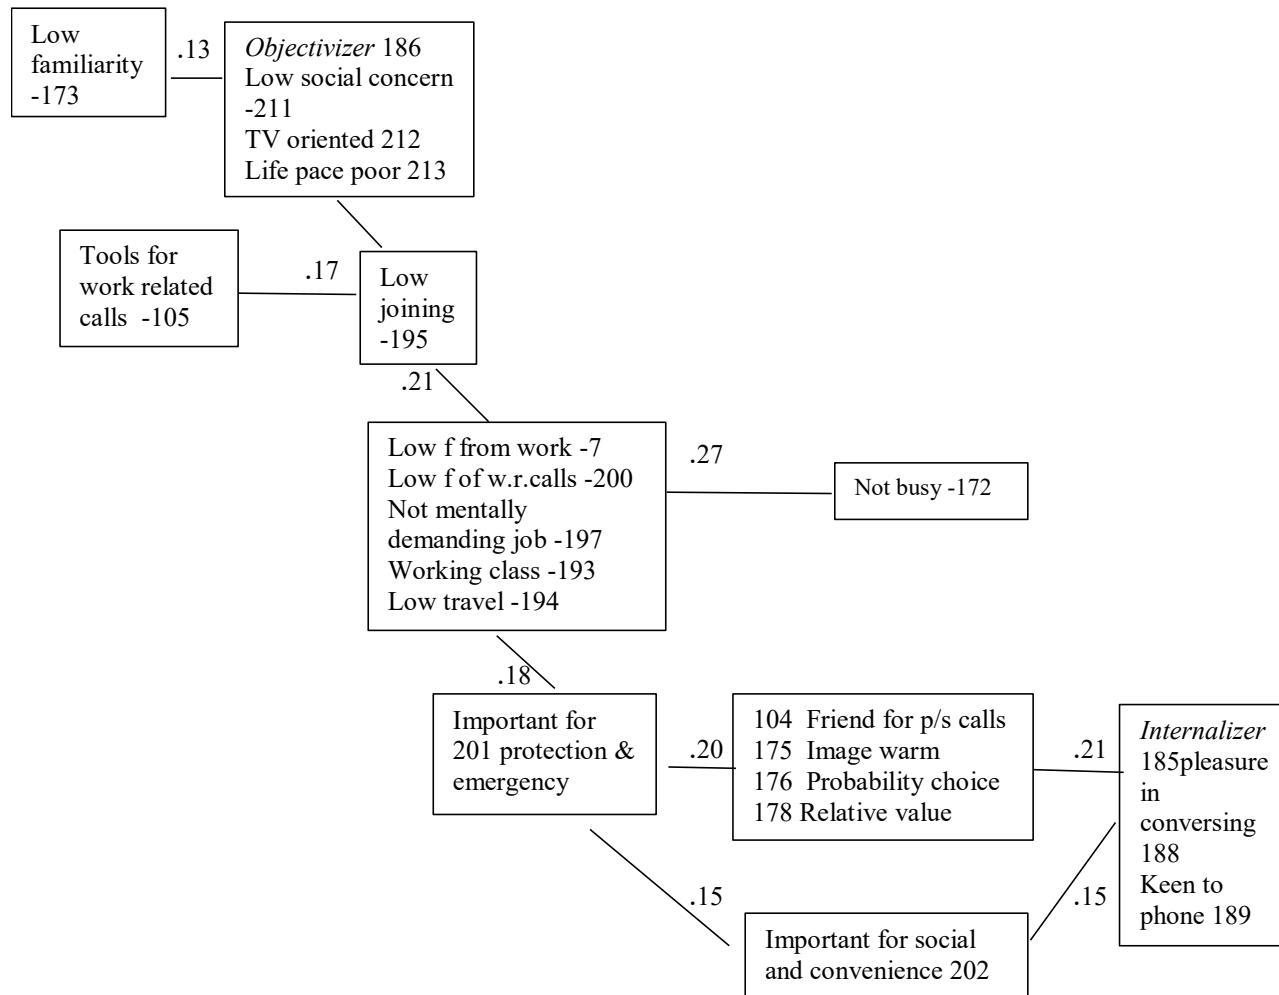 Low
familiarity
-173
.13
Objectivizer 186
Low social concern
-211
TV oriented 212
Life pace poor 213
Tools for
work related
calls -105
.17
Low
joining
-195
.21
Low f from work -7
Low f of w.r.calls -200
Not mentally
demanding job -197
Working class -193
Low travel -194
.27
Not busy -172
.18
Important for
201 protection &
emergency
.20
104 Friend for p/s calls
175 Image warm
176 Probability choice
178 Relative value
.21
Internalizer
185pleasure
in
conversing
188
Keen to
phone 189
.15
Important for social
and convenience 202
.15